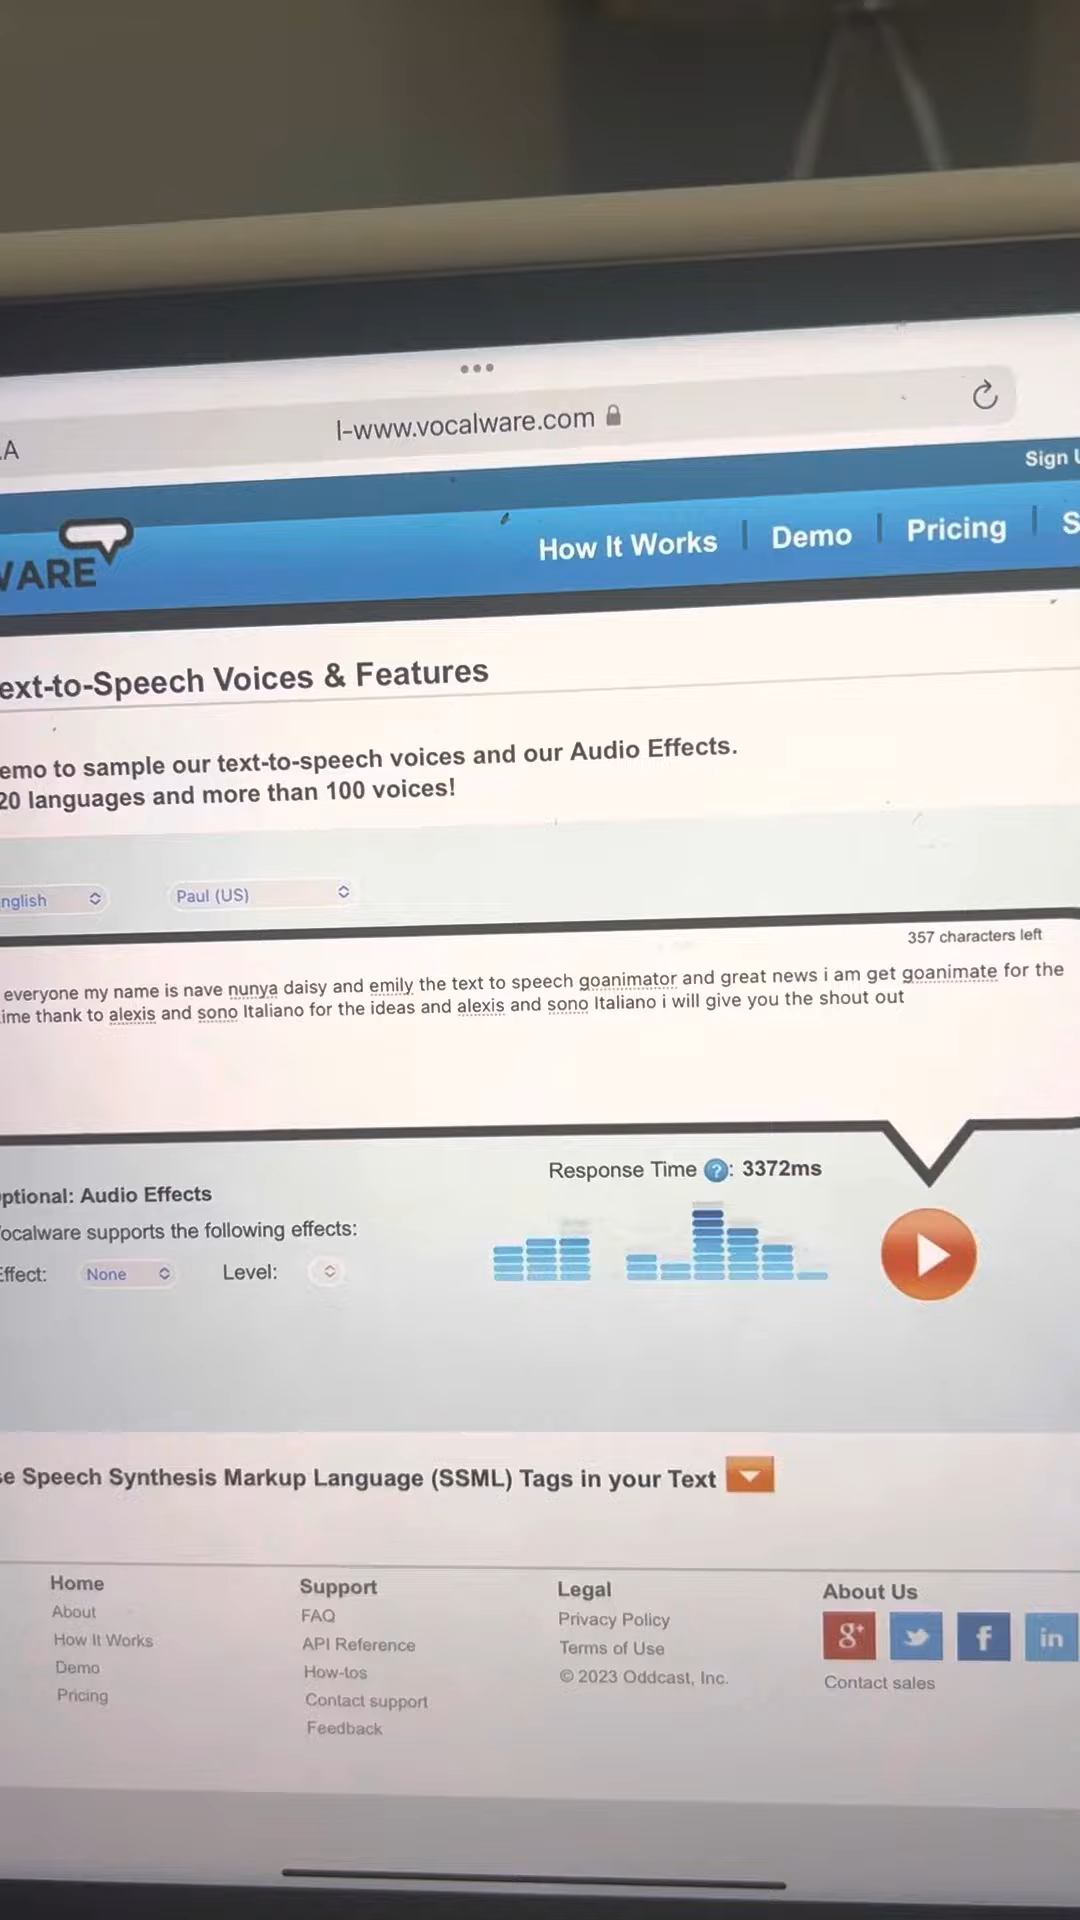 A
l-www.vocalware.com
Sign U
WARE
How It Works
Demo
Pricing
S
ext-to-Speech Voices & Features
emo to sample our text-to-speech voices and our Audio Effects.
20 languages and more than 100 voices!
nglish
Paul (US)
357 characters left
everyone my name is nave nunya daisy and emily the text to speech goanimator and great news i am get goanimate for the
ime thank to alexis and sono Italiano for the ideas and alexis and sono Italiano i will give you the shout out
Response Time ?: 3372ms
ptional: Audio Effects
ocalware supports the following effects:
Effect:
None
Level:
se Speech Synthesis Markup Language (SSML) Tags in your Text
Home
About
How It Works
Demo
Pricing
Support
FAQ
API Reference
How-tos
Contact support
Feedback
Legal
Privacy Policy
Terms of Use
© 2023 Oddcast, Inc.
About Us
g+
f
in
Contact sales